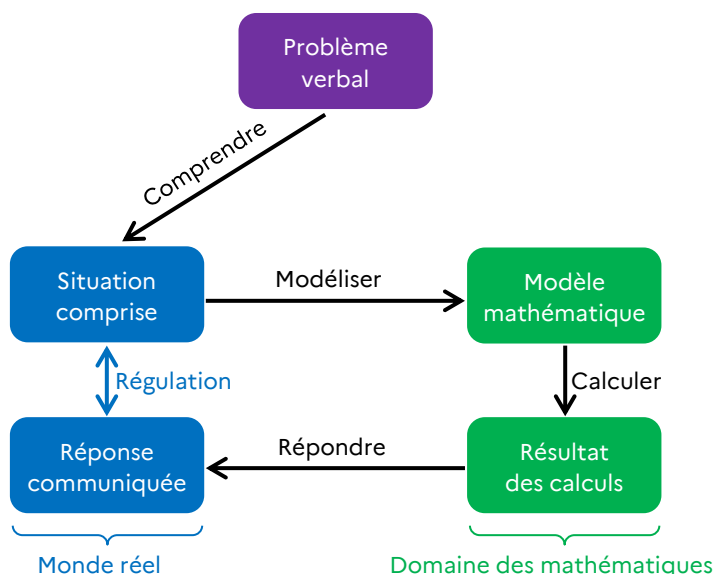 Problème
verbal
Comprendre
Situation
comprise
Modéliser
Modèle
mathématique
Régulation
Calculer
Réponse
communiquée
Répondre
Résultat
des calculs
Monde réel
Domaine des mathématiques